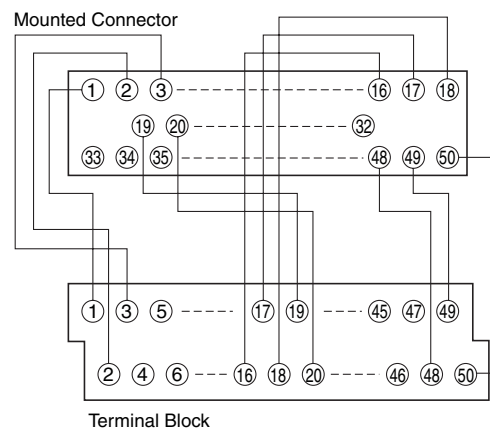 Mounted Connector
1 2 3 16 17 18
19 20 32
33 34 35 48 49 50
1 3 5 17 19 45 47 49
2 4 6 16 18 20 46 48 50
Terminal Block